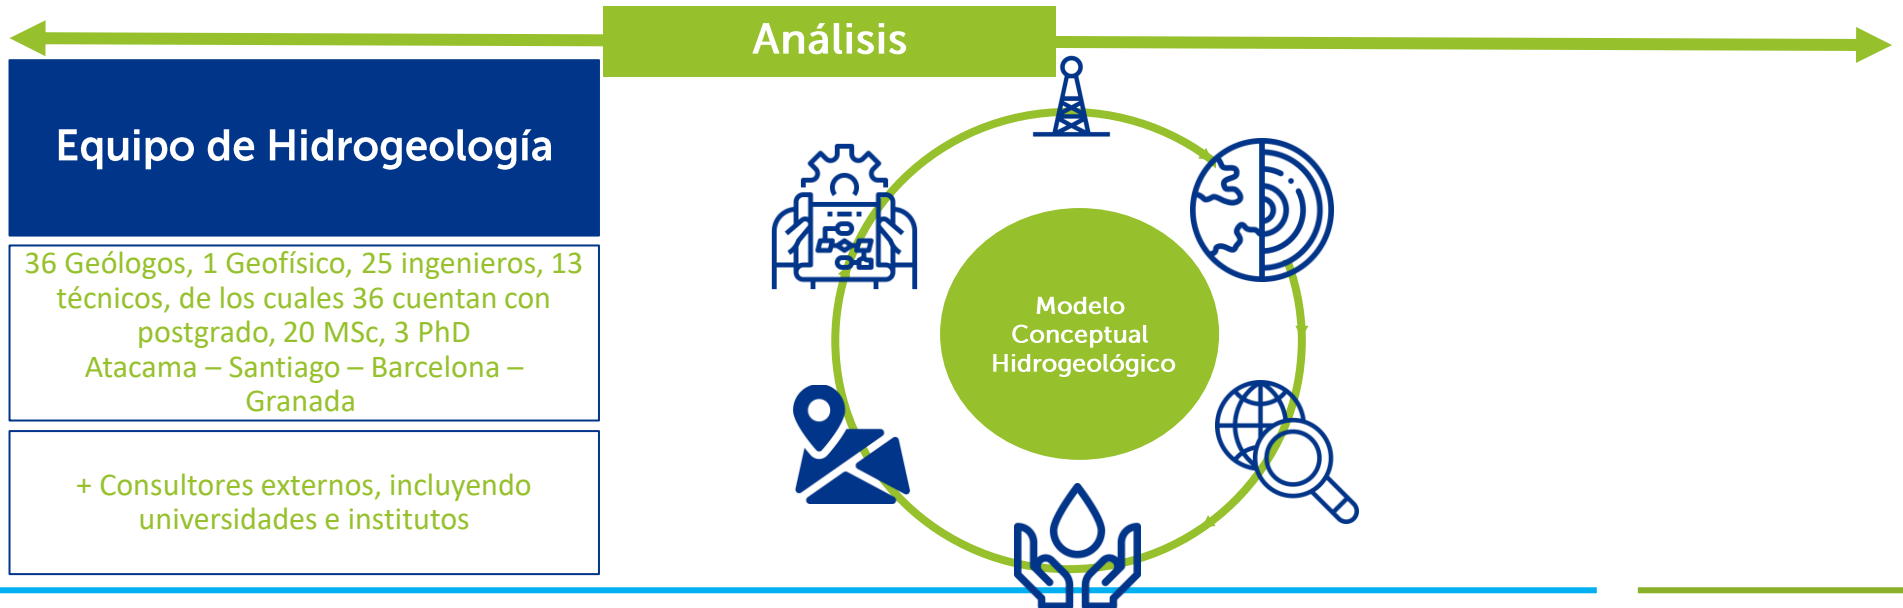 Análisis
Equipo de Hidrogeología
36 Geólogos, 1 Geofísico, 25 ingenieros, 13
técnicos, de los cuales 36 cuentan con
postgrado, 20 MSc, 3 PhD
Atacama – Santiago – Barcelona –
Granada
+ Consultores externos, incluyendo
universidades e institutos
Modelo
Conceptual
Hidrogeológico